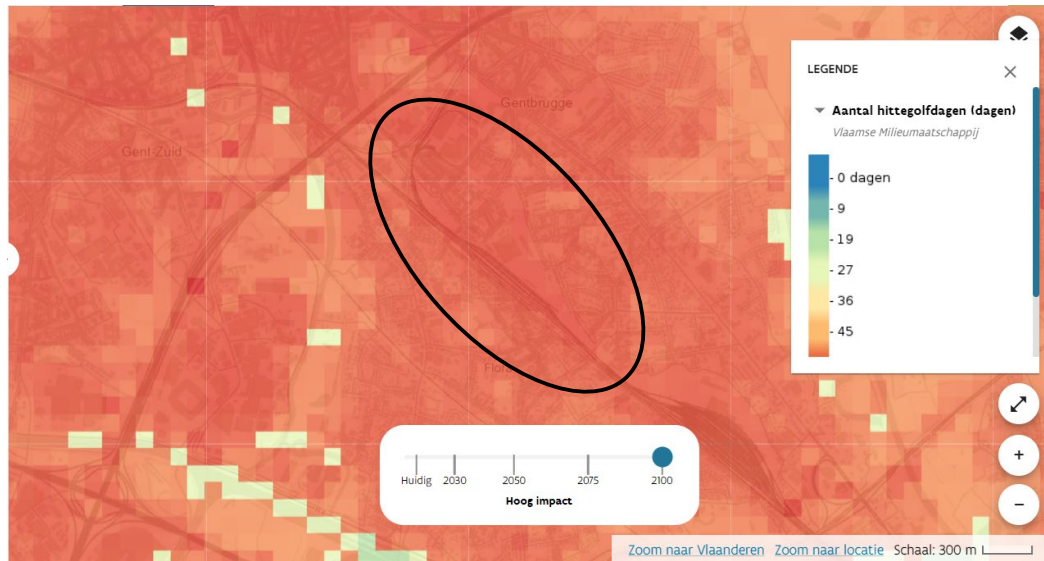 Gentbrugge
Gent-Zuid
LEGENDE
Aantal hittegolfdagen (dagen)
Vlaamse Milieumaatschappij
- 0 dagen
- 9
- 19
- 27
- 36
- 45
Huidig 2030 2050 2075 2100
Hoog impact
+
−
Zoom naar Vlaanderen Zoom naar locatie Schaal: 300 m